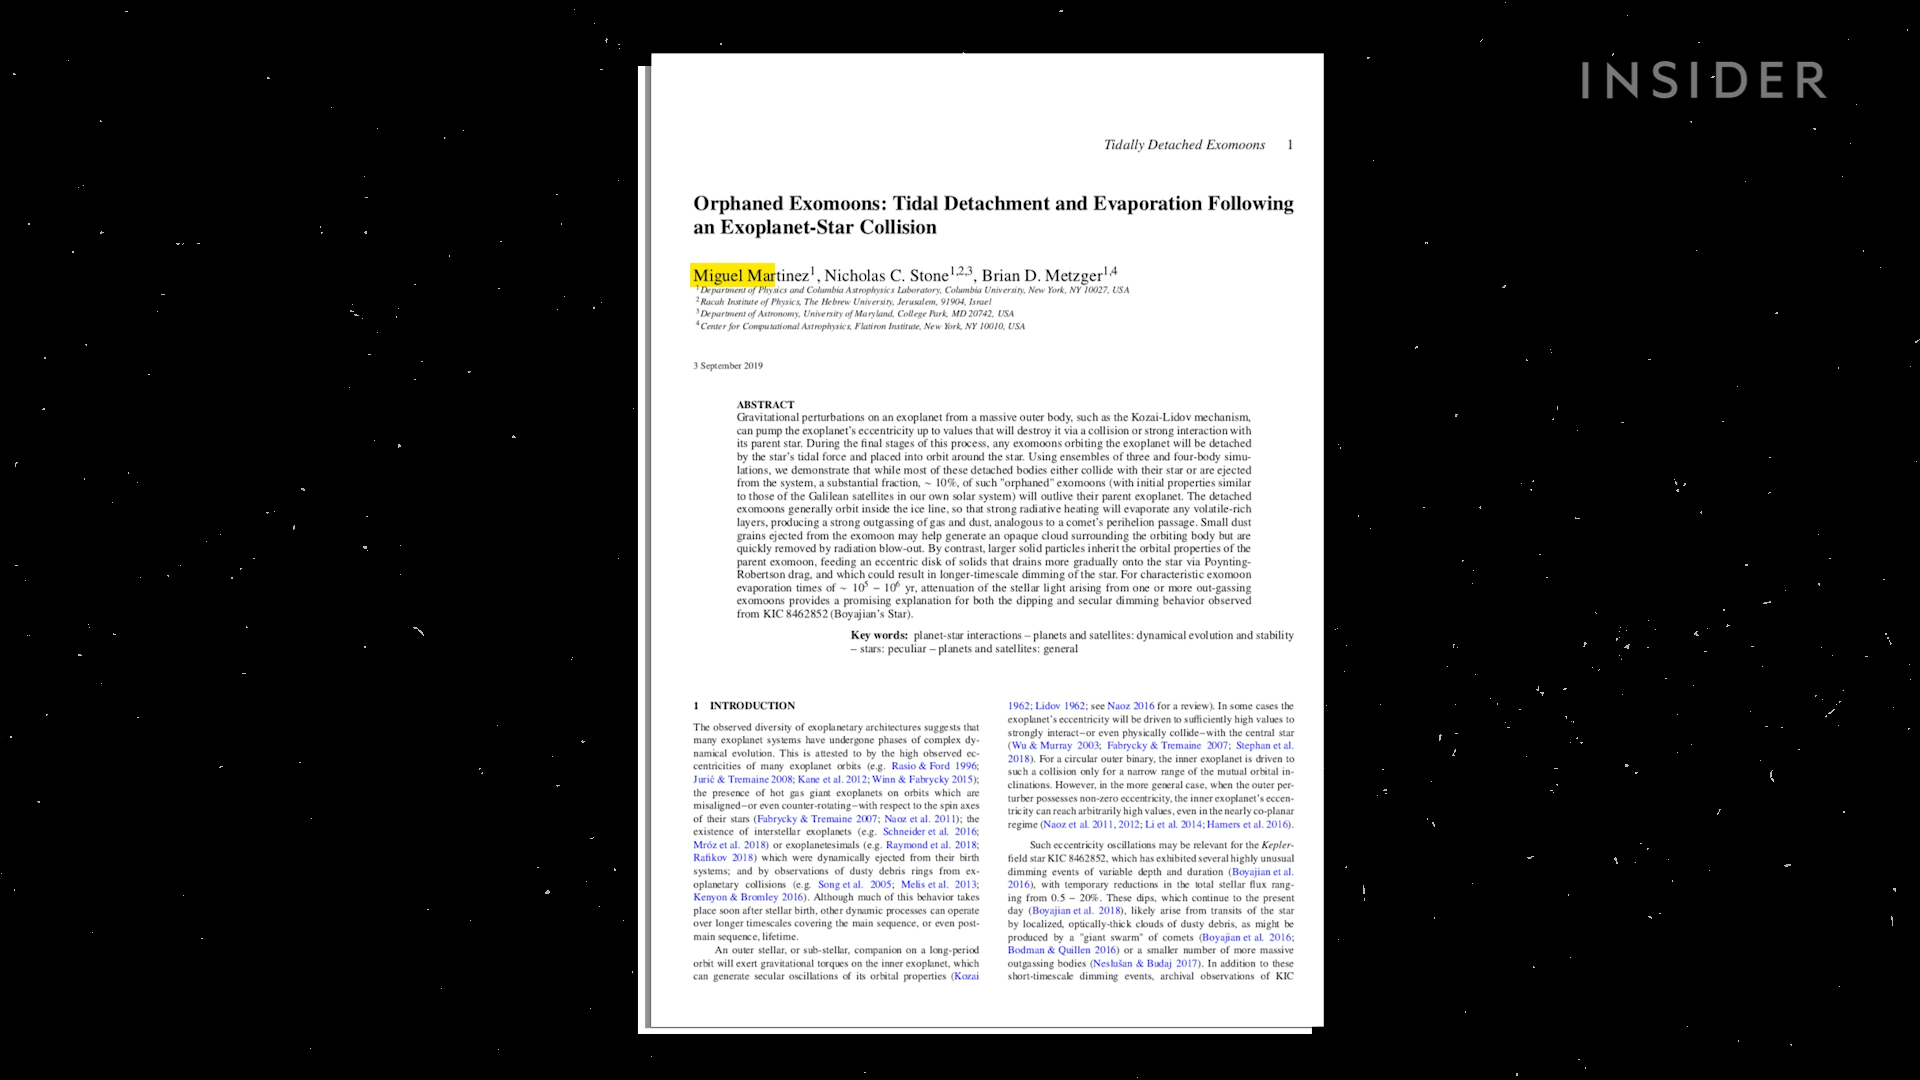 INSIDER
Tidally Detached Exomoons 1
Orphaned Exomoons: Tidal Detachment and Evaporation Following
an Exoplanet-Star Collision
Miguel Martinez1, Nicholas C. Stone1,2,3, Brian D. Metzger1,4
1 Department of Physics and Columbia Astrophysics Laboratory, Columbia University, New York, NY 10027, USA
2 Racah Institute of Physics, The Hebrew University, Jerusalem, 91904, Israel
3 Department of Astronomy, University of Maryland, College Park, MD 20742, USA
4 Center for Computational Astrophysics, Flatiron Institute, New York, NY 10010, USA
3 September 2019
ABSTRACT
Gravitational perturbations on an exoplanet from a massive outer body, such as the Kozai-Lidov mechanism,
can pump the exoplanet's eccentricity up to values that will destroy it via a collision or strong interaction with
its parent star. During the final stages of this process, any exomoons orbiting the exoplanet will be detached
by the star's tidal force and placed into orbit around the star. Using ensembles of three and four-body simu-
lations, we demonstrate that while most of these detached bodies either collide with their star or are ejected
from the system, a substantial fraction, ~ 10%, of such "orphaned" exomoons (with initial properties similar
to those of the Galilean satellites in our own solar system) will outlive their parent exoplanet. The detached
exomoons generally orbit inside the ice line, so that strong radiative heating will evaporate any volatile-rich
layers, producing a strong outgassing of gas and dust, analogous to a comet's perihelion passage. Small dust
grains ejected from the exomoon may help generate an opaque cloud surrounding the orbiting body but are
quickly removed by radiation blow-out. By contrast, larger solid particles inherit the orbital properties of the
parent exomoon, feeding an eccentric disk of solids that drains more gradually onto the star via Poynting-
Robertson drag, and which could result in longer-timescale dimming of the star. For characteristic exomoon
evaporation times of ~ 10^5 − 10^6 yr, attenuation of the stellar light arising from one or more out-gassing
exomoons provides a promising explanation for both the dipping and secular dimming behavior observed
from KIC 8462852 (Boyajian's Star).
Key words: planet-star interactions – planets and satellites: dynamical evolution and stability
– stars: peculiar – planets and satellites: general
1 INTRODUCTION
The observed diversity of exoplanetary architectures suggests that
many exoplanet systems have undergone phases of complex dy-
namical evolution. This is attested to by the high observed ec-
centricities of many exoplanet orbits (e.g. Rasio & Ford 1996;
Jurić & Tremaine 2008; Kane et al. 2012; Winn & Fabrycky 2015);
the presence of hot gas giant exoplanets on orbits which are
misaligned–or even counter-rotating–with respect to the spin axes
of their stars (Fabrycky & Tremaine 2007; Naoz et al. 2011); the
existence of interstellar exoplanets (e.g. Schneider et al. 2016;
Mróz et al. 2018) or exoplanetesimals (e.g. Raymond et al. 2018;
Rafikov 2018) which were dynamically ejected from their birth
systems; and by observations of dusty debris rings from ex-
oplanetary collisions (e.g. Song et al. 2005; Melis et al. 2013;
Kenyon & Bromley 2016). Although much of this behavior takes
place soon after stellar birth, other dynamic processes can operate
over longer timescales covering the main sequence, or even post-
main sequence, lifetime.
An outer stellar, or sub-stellar, companion on a long-period
orbit will exert gravitational torques on the inner exoplanet, which
can generate secular oscillations of its orbital properties (Kozai
1962; Lidov 1962; see Naoz 2016 for a review). In some cases the
exoplanet's eccentricity will be driven to sufficiently high values to
strongly interact–or even physically collide–with the central star
(Wu & Murray 2003; Fabrycky & Tremaine 2007; Stephan et al.
2018). For a circular outer binary, the inner exoplanet is driven to
such a collision only for a narrow range of the mutual orbital in-
clinations. However, in the more general case, when the outer per-
turber possesses non-zero eccentricity, the inner exoplanet's eccen-
tricity can reach arbitrarily high values, even in the nearly co-planar
regime (Naoz et al. 2011, 2012; Li et al. 2014; Hamers et al. 2016).
Such eccentricity oscillations may be relevant for the Kepler-
field star KIC 8462852, which has exhibited several highly unusual
dimming events of variable depth and duration (Boyajian et al.
2016), with temporary reductions in the total stellar flux rang-
ing from 0.5 − 20%. These dips, which continue to the present
day (Boyajian et al. 2018), likely arise from transits of the star
by localized, optically-thick clouds of dusty debris, as might be
produced by a "giant swarm" of comets (Boyajian et al. 2016;
Bodman & Quillen 2016) or a smaller number of more massive
outgassing bodies (Neslušan & Budaj 2017). In addition to these
short-timescale dimming events, archival observations of KIC